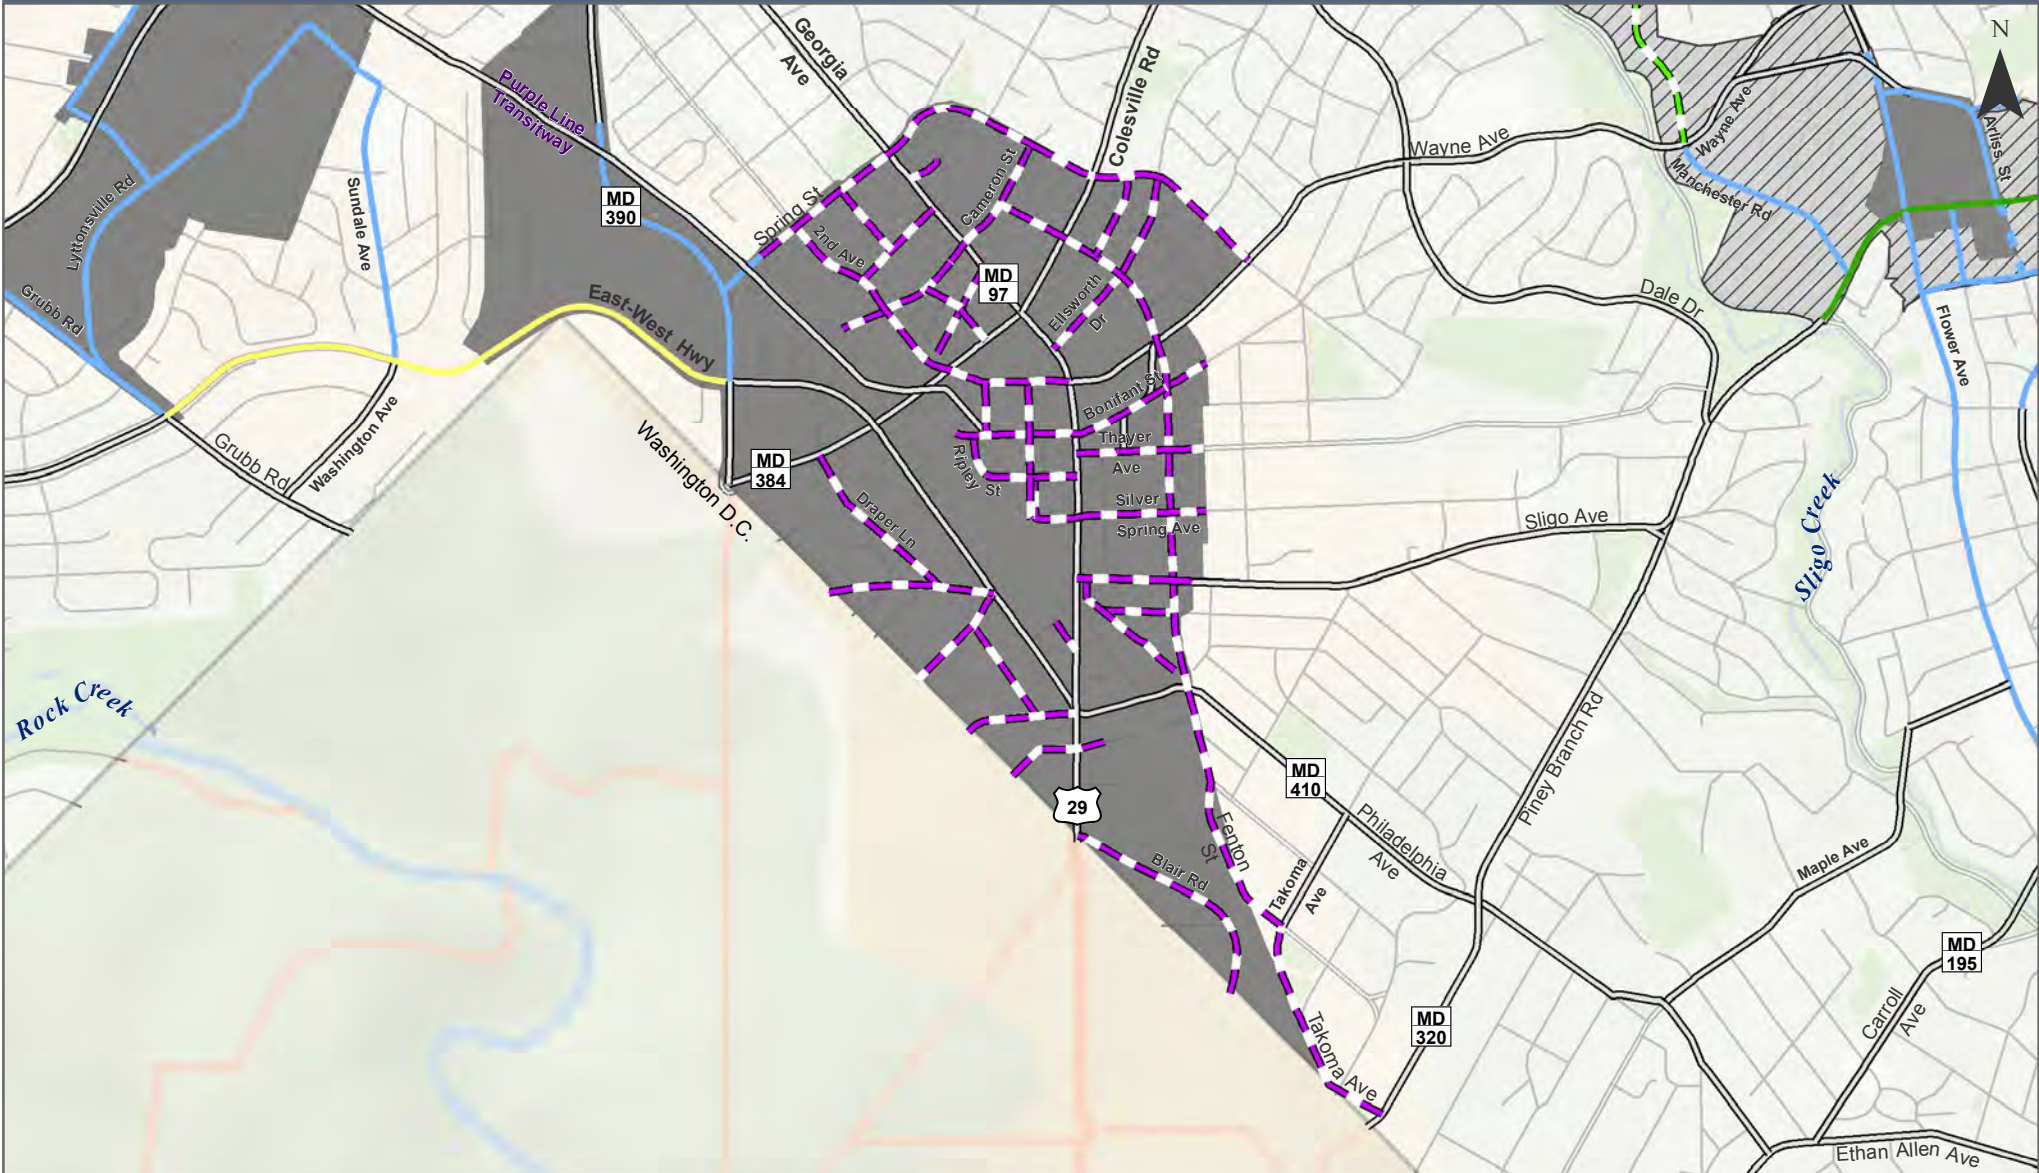 N
Georgia
Ave
Colesville Rd
Purple Line
Transitway
Wayne Ave
Wayne Ave
Arliss St
Manchester Rd
Lyttonsville Rd
Sundale Ave
MD
390
Spring St
2nd Ave
Cameron St
MD
97
Ellsworth
Dr
Dale Dr
Grubb Rd
East-West Hwy
Flower Ave
Bonifant St
Thayer
Ave
Washington Ave
Grubb Rd
Washington D.C.
MD
384
Ripley St
Silver
Spring Ave
Draper Ln
Sligo Ave
Sligo Creek
Rock Creek
Piney Branch Rd
MD
410
29
Philadelphia
Ave
Fenton
St
Blair Rd
Takoma
Ave
Maple Ave
MD
195
Carroll
Ave
MD
320
Takoma Ave
Ethan Allen Ave